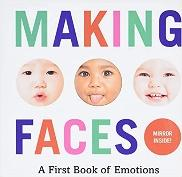 MAKING
FACES
MIRROR
INSIDE!
A First Book of Emotions